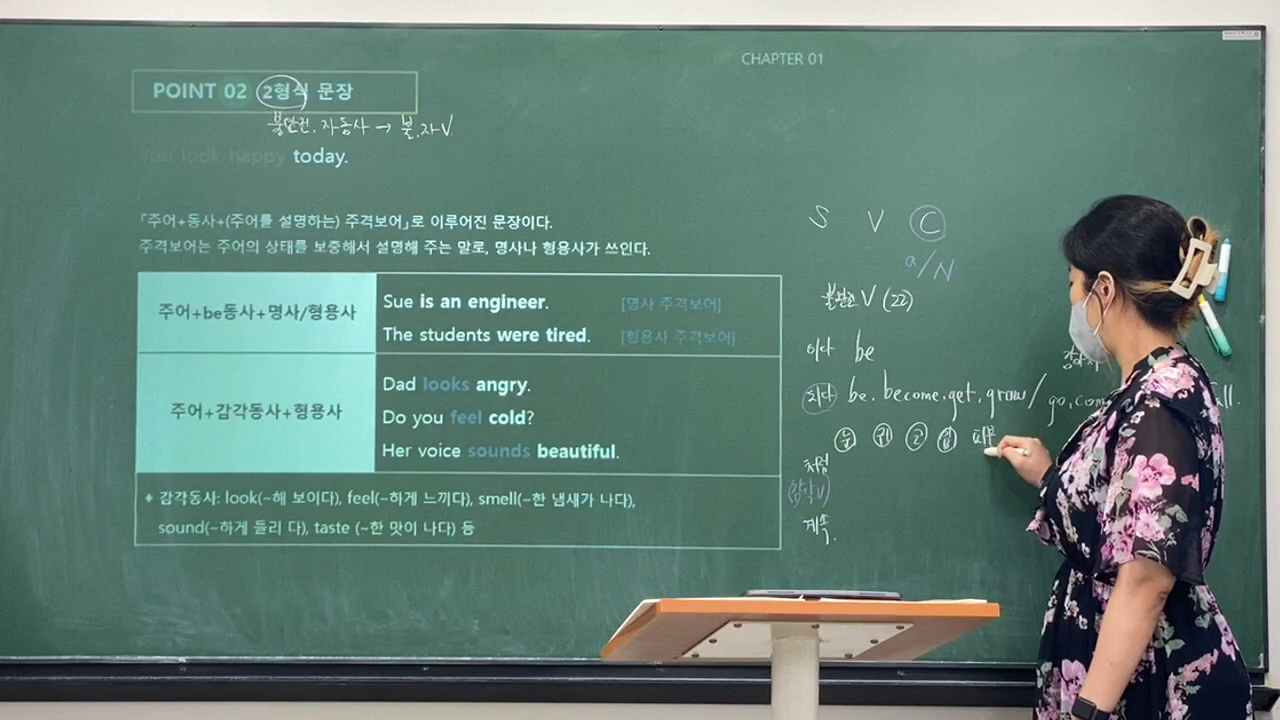 CHAPTER 01
POINT 02 2형식 문장
불완전. 자동사 → 불.자V
You look happy today.
「주어+동사+(주어를 설명하는) 주격보어」로 이루어진 문장이다.
주격보어는 주어의 상태를 보충해서 설명해 주는 말로, 명사나 형용사가 쓰인다.
주어+be동사+명사/형용사
Sue is an engineer. [명사 주격보어]
The students were tired. [형용사 주격보어]
주어+감각동사+형용사
Dad looks angry.
Do you feel cold?
Her voice sounds beautiful.
감각동사: look(~해 보이다), feel(~하게 느끼다), smell(~한 냄새가 나다),
sound(~하게 들리 다), taste (~한 맛이 나다) 등
S V C
a/N
불완전 V (22)
이다 be
되다 be. become. get. grow / go, com
눈 귀 코 입 피부
처점
(감각V)
계속.